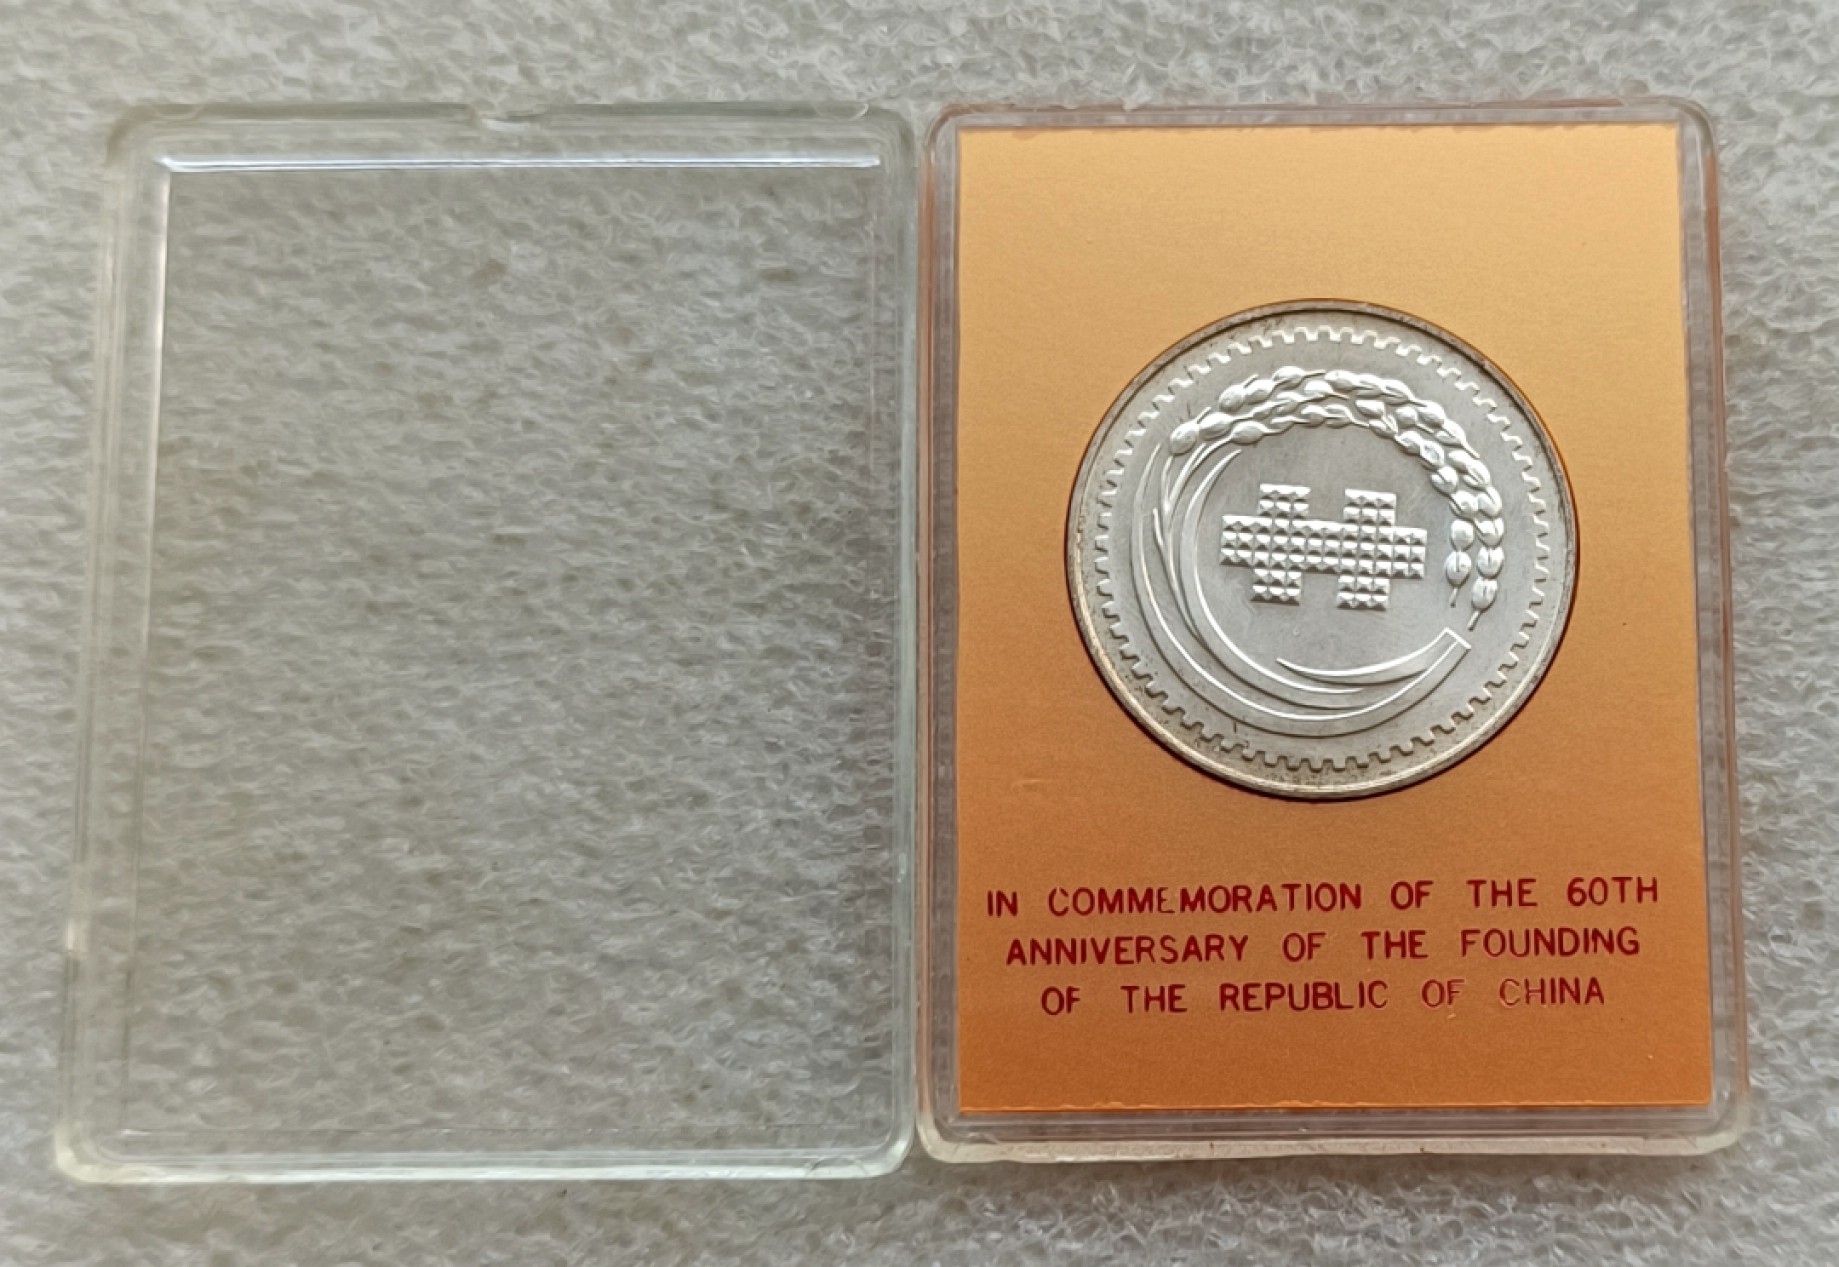 IN COMMEMORATION OF THE 60TH
ANNIVERSARY OF THE FOUNDING
OF THE REPUBLIC OF CHINA